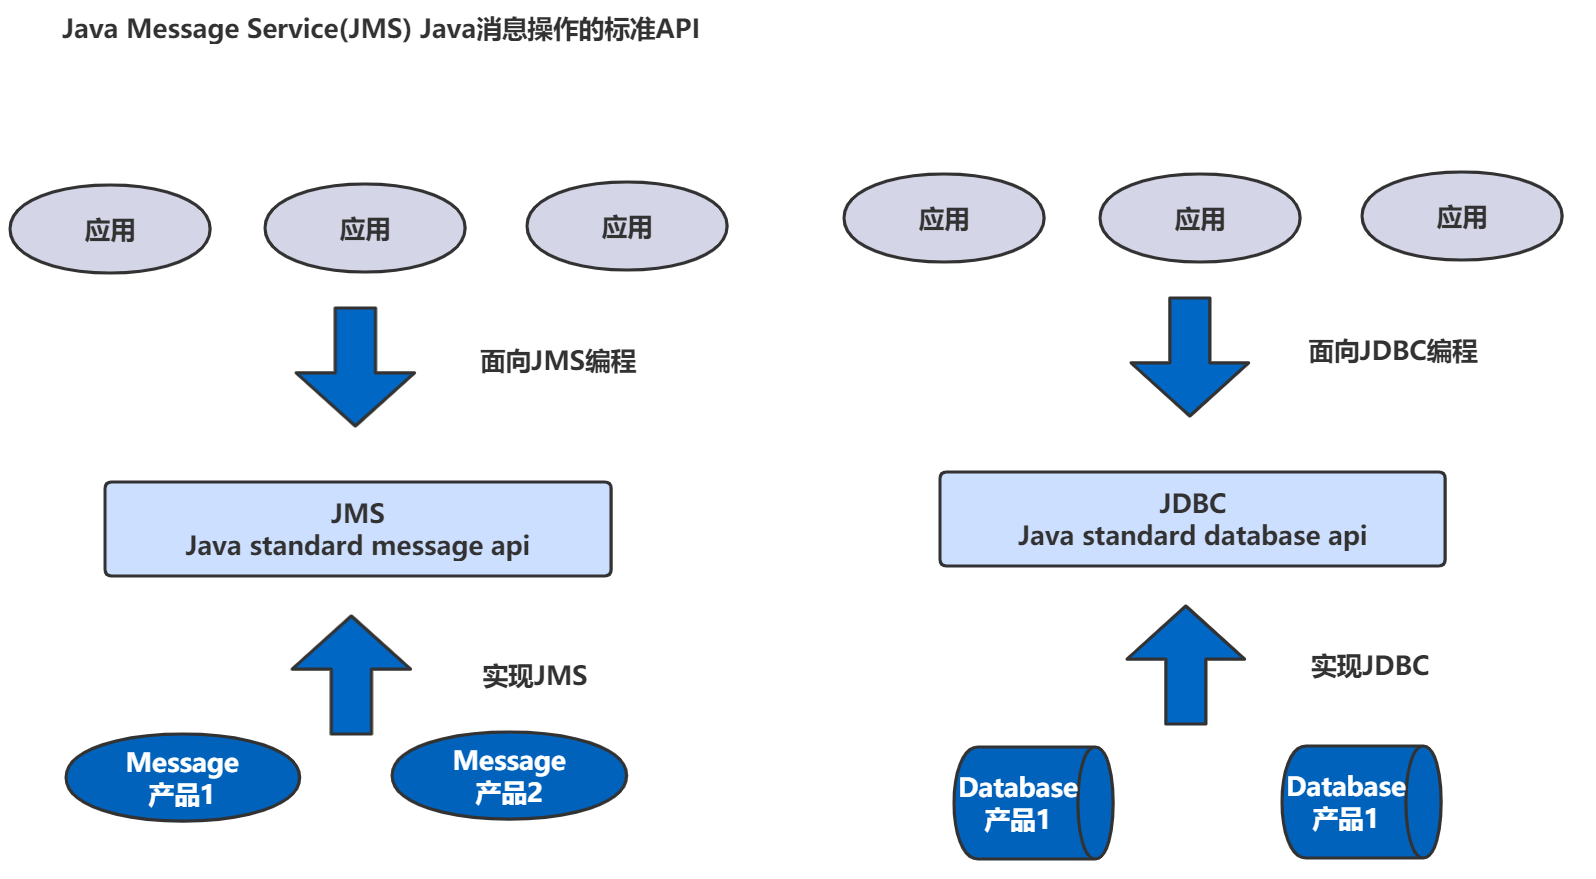 Java Message Service(JMS) Java消息操作的标准API
应用
应用
应用
面向JMS编程
JMS
Java standard message api
实现JMS
Message
产品1
Message
产品2
应用
应用
应用
面向JDBC编程
JDBC
Java standard database api
实现JDBC
Database
产品1
Database
产品1